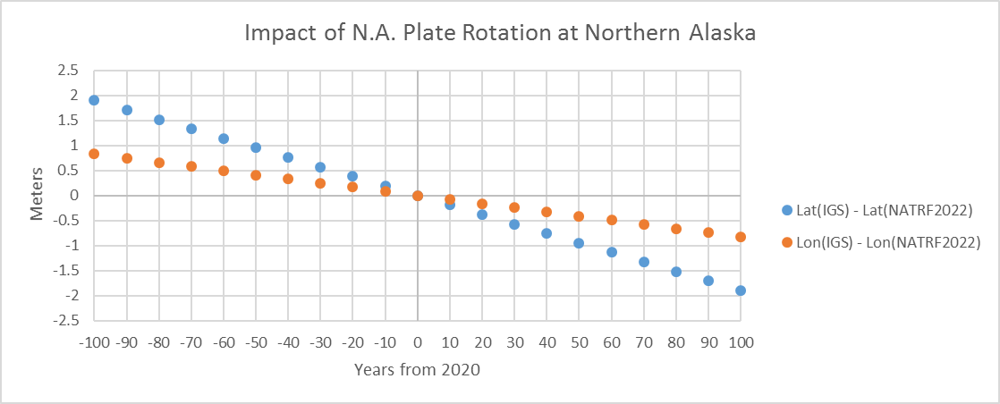 Impact of N.A. Plate Rotation at Northern Alaska
2.5
2
1.5
1
0.5
0
-0.5
-1
-1.5
-2
-2.5
Meters
-100 -90 -80 -70 -60 -50 -40 -30 -20 -10 0 10 20 30 40 50 60 70 80 90 100
Years from 2020
Lat(IGS) - Lat(NATRF2022)
Lon(IGS) - Lon(NATRF2022)